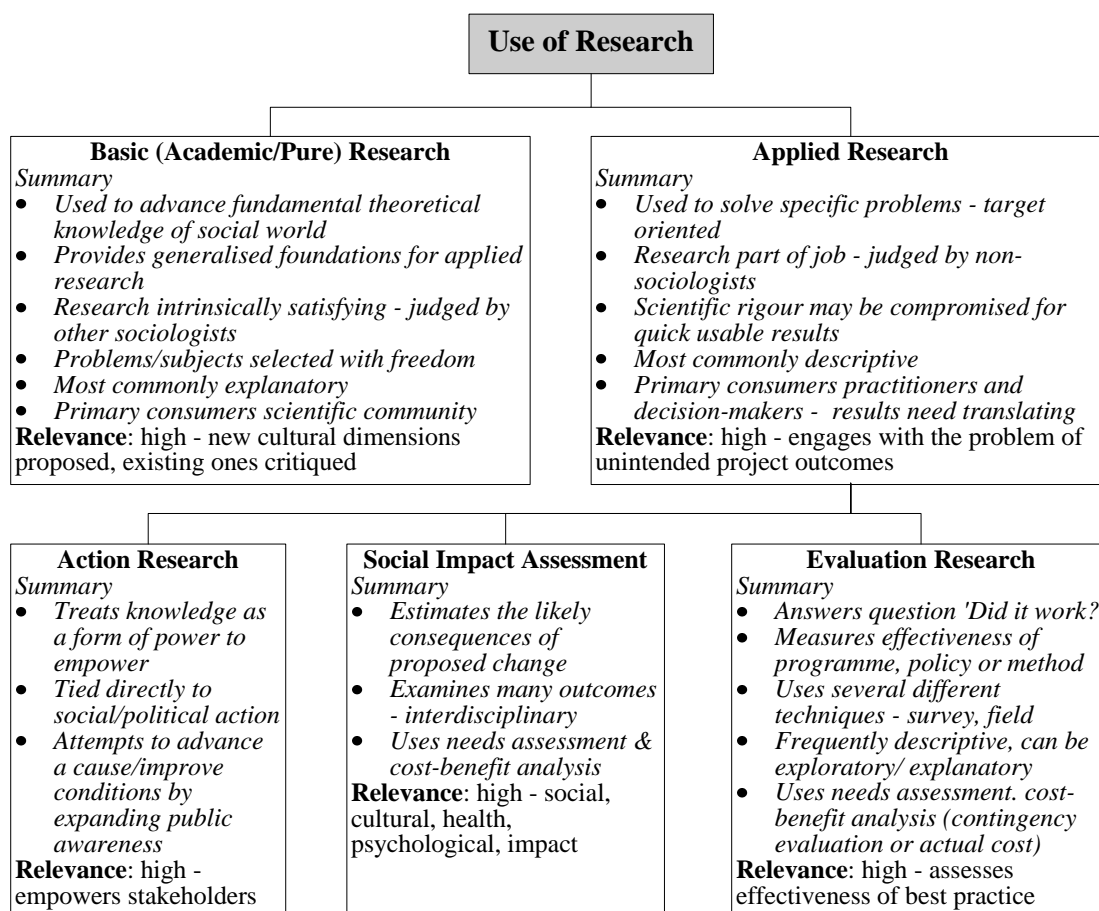 Use of Research
Basic (Academic/Pure) Research
Summary
• Used to advance fundamental theoretical
knowledge of social world
• Provides generalised foundations for applied
research
• Research intrinsically satisfying - judged by
other sociologists
• Problems/subjects selected with freedom
• Most commonly explanatory
• Primary consumers scientific community
Relevance: high - new cultural dimensions
proposed, existing ones critiqued
Applied Research
Summary
• Used to solve specific problems - target
oriented
• Research part of job - judged by non-
sociologists
• Scientific rigour may be compromised for
quick usable results
• Most commonly descriptive
• Primary consumers practitioners and
decision-makers - results need translating
Relevance: high - engages with the problem of
unintended project outcomes
Action Research
Summary
• Treats knowledge as
a form of power to
empower
• Tied directly to
social/political action
• Attempts to advance
a cause/improve
conditions by
expanding public
awareness
Relevance: high -
empowers stakeholders
Social Impact Assessment
Summary
• Estimates the likely
consequences of
proposed change
• Examines many outcomes
- interdisciplinary
• Uses needs assessment &
cost-benefit analysis
Relevance: high - social,
cultural, health,
psychological, impact
Evaluation Research
Summary
• Answers question 'Did it work?
• Measures effectiveness of
programme, policy or method
• Uses several different
techniques - survey, field
• Frequently descriptive, can be
exploratory/ explanatory
• Uses needs assessment. cost-
benefit analysis (contingency
evaluation or actual cost)
Relevance: high - assesses
effectiveness of best practice